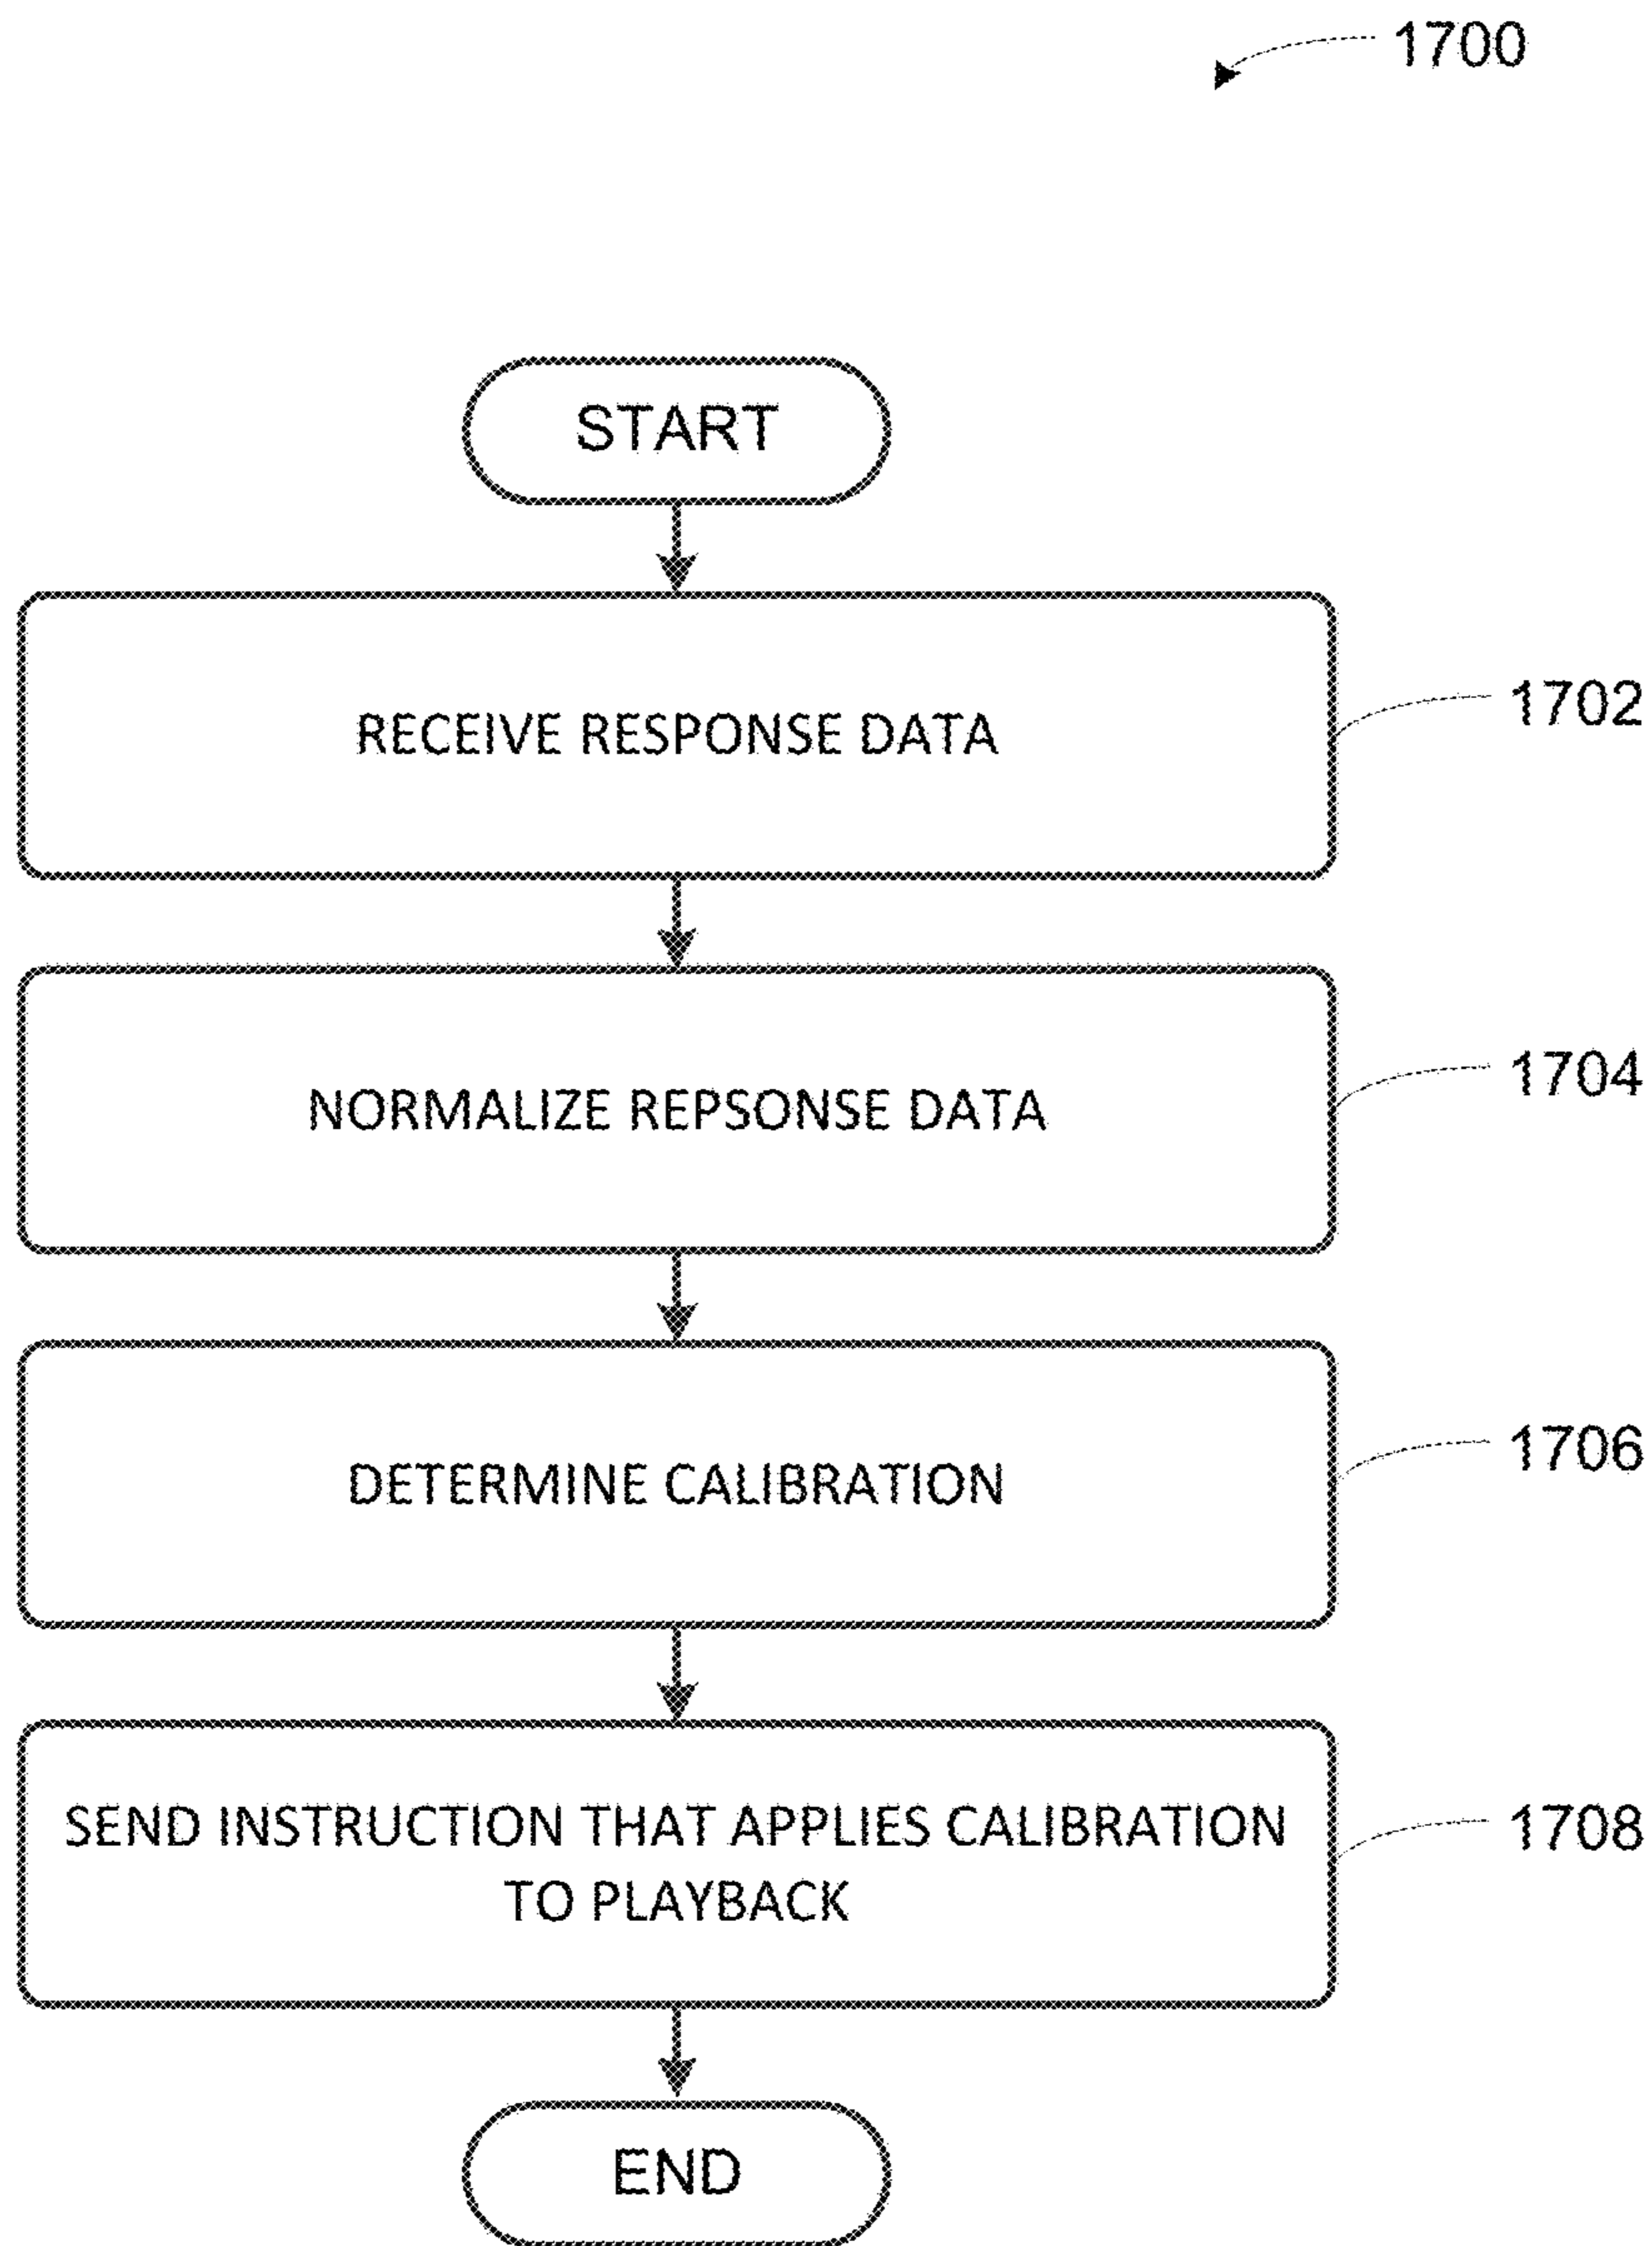 1700
START
RECEIVE RESPONSE DATA
1702
NORMALIZE REPSONSE DATA
1704
DETERMINE CALIBRATION
1706
SEND INSTRUCTION THAT APPLIES CALIBRATION
TO PLAYBACK
1708
END